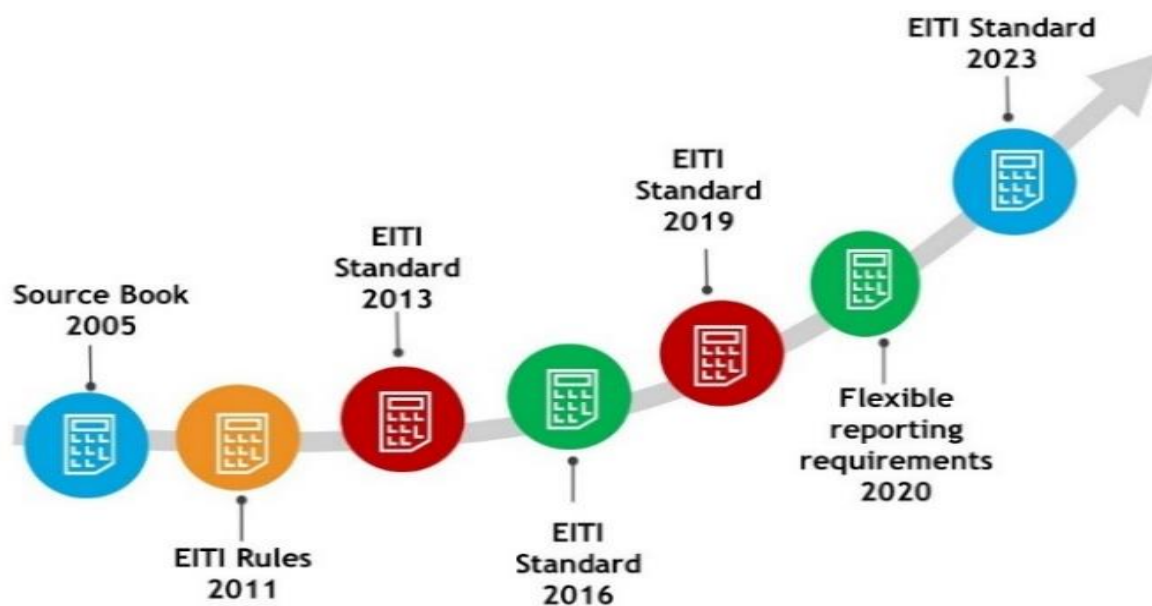 Source Book
2005
EITI Rules
2011
EITI
Standard
2013
EITI
Standard
2016
EITI
Standard
2019
Flexible
reporting
requirements
2020
EITI Standard
2023